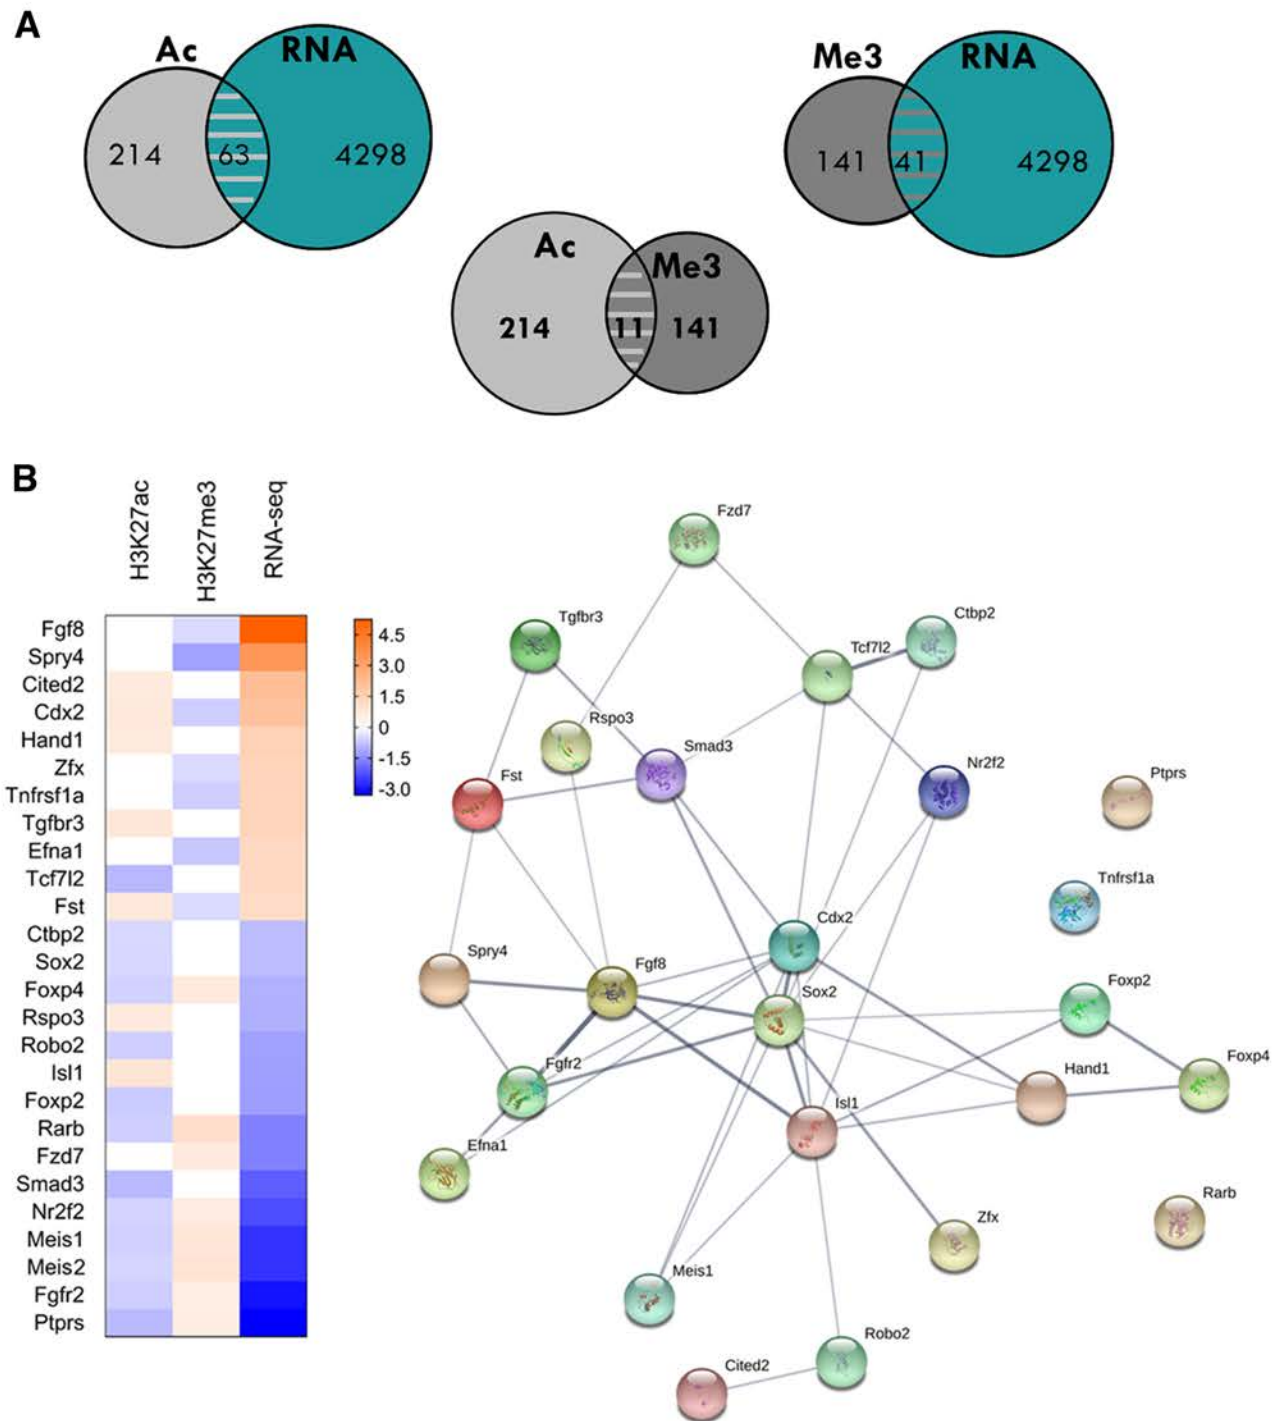 A
Ac
RNA
214
63
4298
Me3
RNA
141
41
4298
Ac
Me3
214
11
141
B
H3K27ac
H3K27me3
RNA-seq
Fgf8
Spry4
Cited2
Cdx2
Hand1
Zfx
Tnfrsf1a
Tgfbr3
Efna1
Tcf7l2
Fst
Ctbp2
Sox2
Foxp4
Rspo3
Robo2
Isl1
Foxp2
Rarb
Fzd7
Smad3
Nr2f2
Meis1
Meis2
Fgfr2
Ptprs
4.5
3.0
1.5
0
-1.5
-3.0
Fzd7
Tgfbr3
Ctbp2
Tcf7l2
Rspo3
Smad3
Nr2f2
Fst
Ptprs
Tnfrsf1a
Cdx2
Spry4
Fgf8
Sox2
Foxp2
Fgfr2
Hand1
Foxp4
Isl1
Efna1
Rarb
Zfx
Meis1
Robo2
Cited2